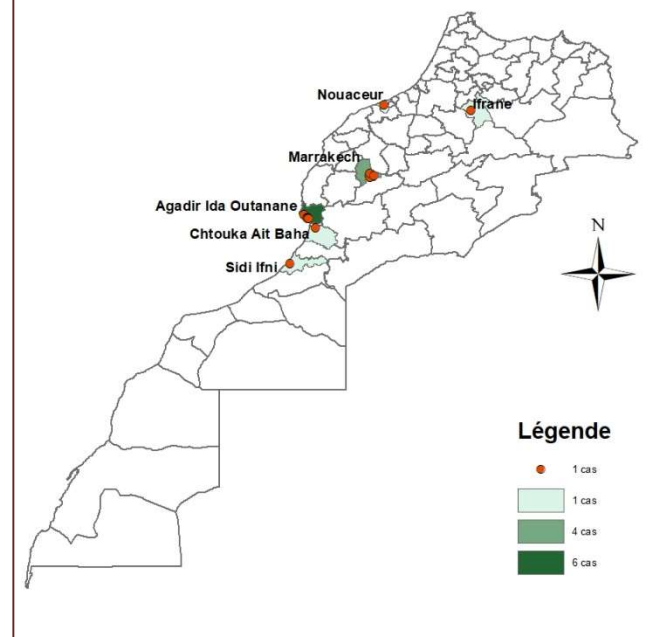 Nouaceur
Ifrane
Marrakech
Agadir Ida Outanane
Chtouka Ait Baha
Sidi Ifni
N
Légende
1 cas
1 cas
4 cas
6 cas